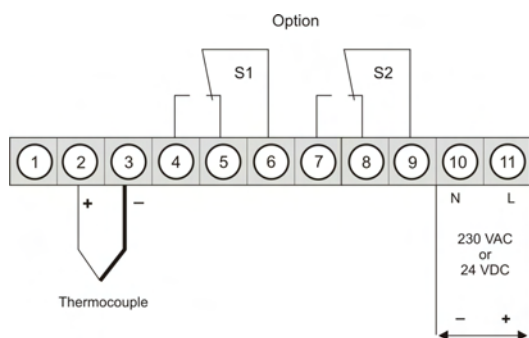 Option
S1 S2
1 2 3 4 5 6 7 8 9 10 11
+ − N L
230 VAC
or
24 VDC
Thermocouple
− +